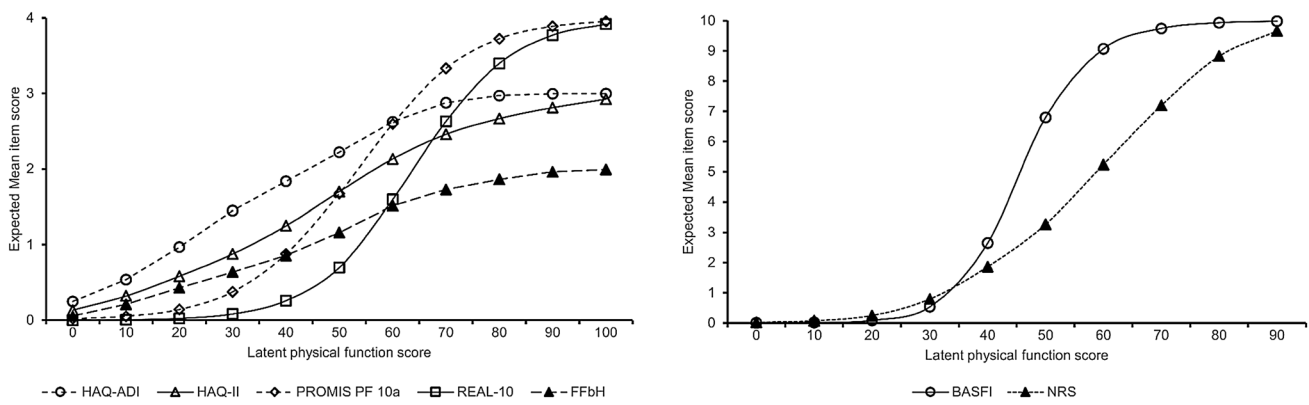 4
3
2
1
0
Expected Mean item score
0 10 20 30 40 50 60 70 80 90 100
Latent physical function score
HAQ-ADI HAQ-II PROMIS PF 10a REAL-10 FFbH
10
9
8
7
6
5
4
3
2
1
0
Expected Mean item score
0 10 20 30 40 50 60 70 80 90
Latent physical function score
BASFI NRS